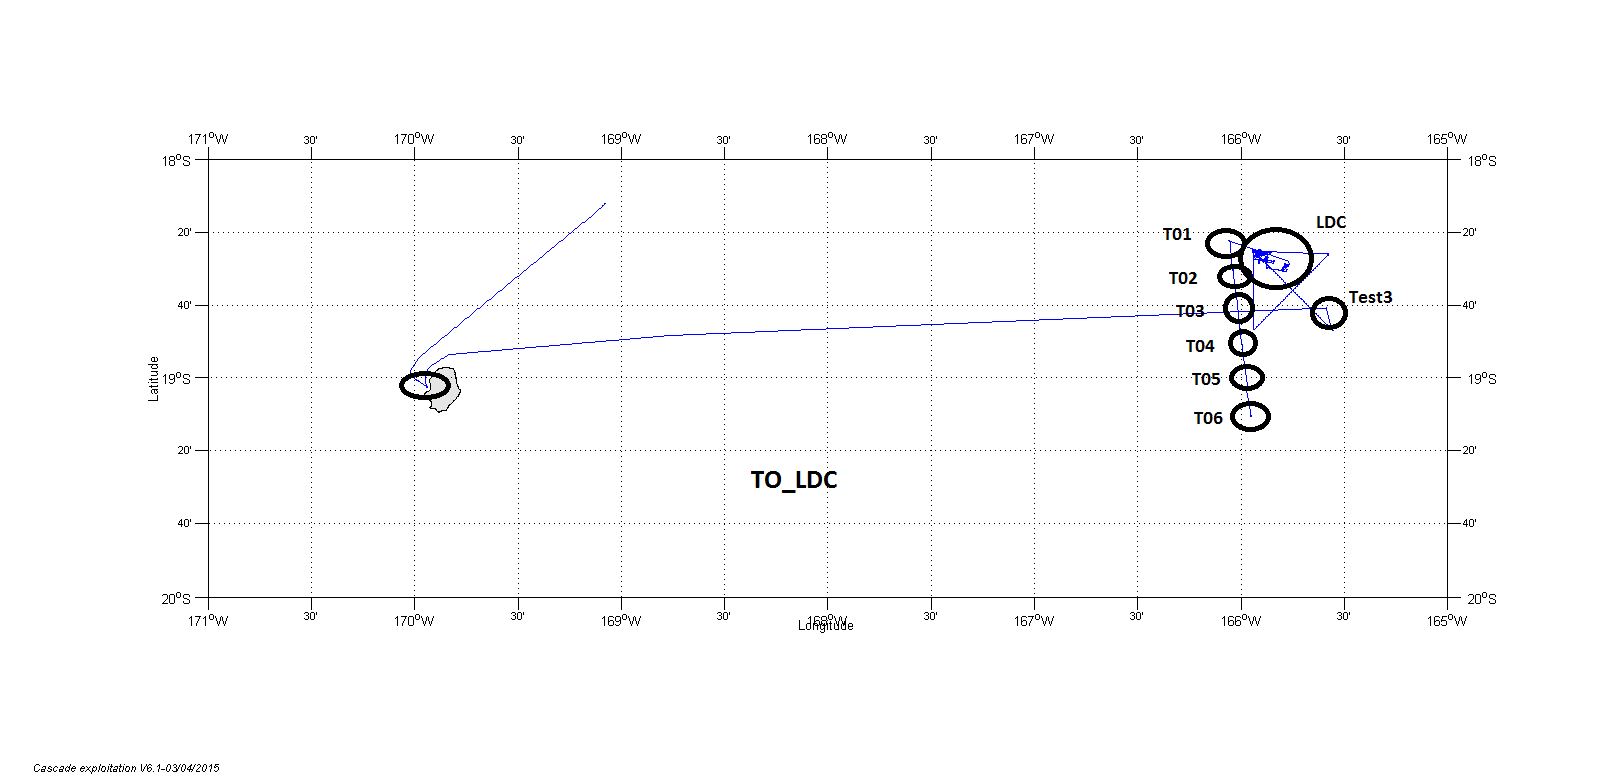 171°W 30' 170°W 30' 169°W 30' 168°W 30' 167°W 30' 166°W 30' 165°W
18°S 18°S
LDC
20' T01 20'
T02
Test3
40' T03 40'
T04
Latitude
19°S T05 19°S
T06
20' 20'
TO_LDC
40' 40'
20°S 20°S
171°W 30' 170°W 30' 169°W 30' 168°W 30' 167°W 30' 166°W 30' 165°W
Longitude
Cascade exploitation V6.1-03/04/2015